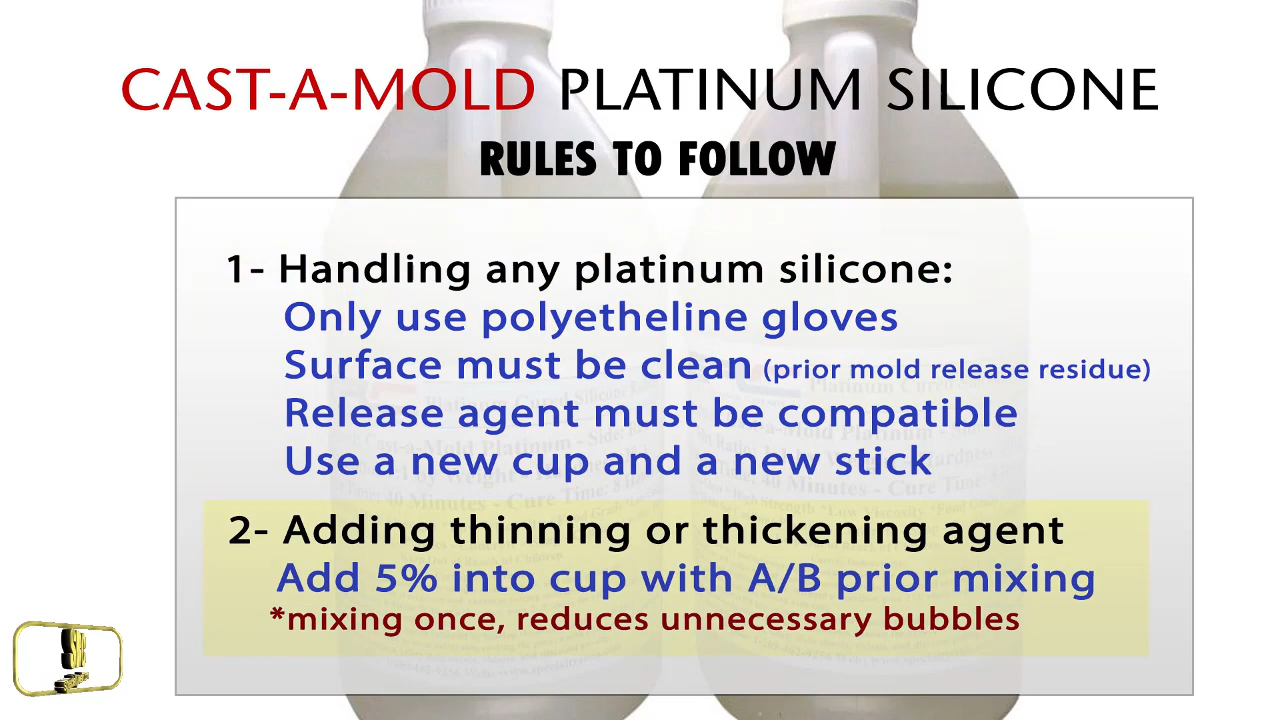 CAST-A-MOLD PLATINUM SILICONE
RULES TO FOLLOW
1- Handling any platinum silicone:
Only use polyetheline gloves
Surface must be clean (prior mold release residue)
Release agent must be compatible
Use a new cup and a new stick
2- Adding thinning or thickening agent
Add 5% into cup with A/B prior mixing
*mixing once, reduces unnecessary bubbles